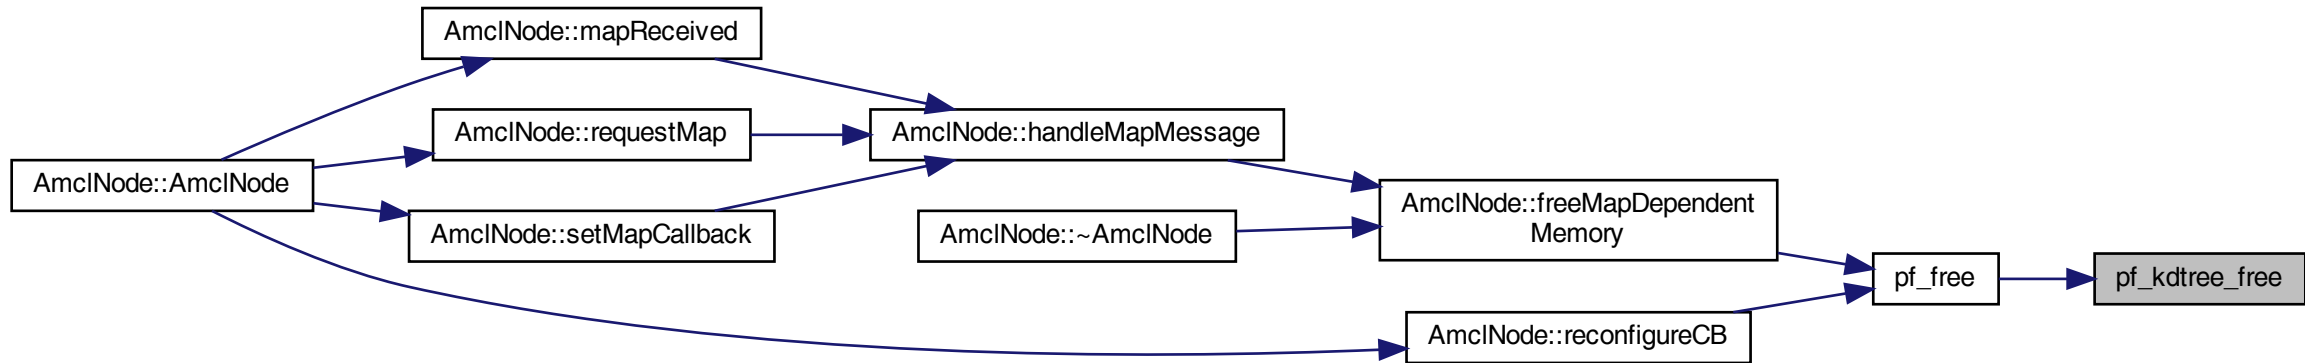 AmclNode::mapReceived
AmclNode::requestMap
AmclNode::handleMapMessage
AmclNode::AmclNode
AmclNode::setMapCallback
AmclNode::~AmclNode
AmclNode::freeMapDependent
Memory
pf_free
pf_kdtree_free
AmclNode::reconfigureCB